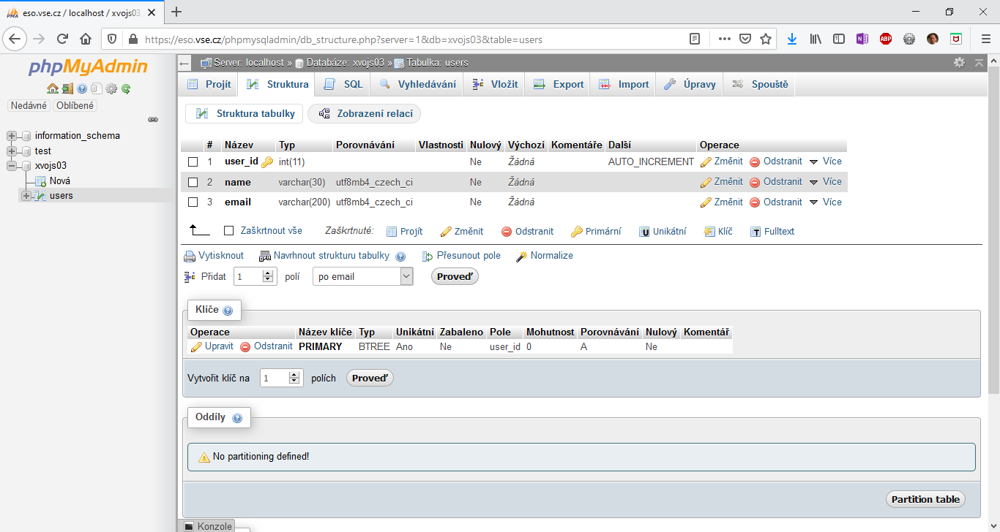 eso.vse.cz / localhost / xvojs03
https://eso.vse.cz/phpmysqladmin/db_structure.php?server=1&db=xvojs03&table=users
phpMyAdmin
Nedávné Oblíbené
information_schema
test
xvojs03
Nová
users
Server: localhost » Databáze: xvojs03 » Tabulka: users
Projít Struktura SQL Vyhledávání Vložit Export Import Úpravy Spouště
Struktura tabulky Zobrazení relací
# Název Typ Porovnávání Vlastnosti Nulový Výchozí Komentáře Další Operace
1 user_id int(11) Ne Žádná AUTO_INCREMENT Změnit Odstranit Více
2 name varchar(30) utf8mb4_czech_ci Ne Žádná Změnit Odstranit Více
3 email varchar(200) utf8mb4_czech_ci Ne Žádná Změnit Odstranit Více
Zaškrtnout vše Zaškrtnuté: Projít Změnit Odstranit Primární Unikátní Klíč Fulltext
Vytisknout Navrhnout strukturu tabulky Přesunout pole Normalize
Přidat 1 polí po email Proveď
Klíče
Operace Název klíče Typ Unikátní Zabaleno Pole Mohutnost Porovnávání Nulový Komentář
Upravit Odstranit PRIMARY BTREE Ano Ne user_id 0 A Ne
Vytvořit klíč na 1 polích Proveď
Oddíly
No partitioning defined!
Partition table
Konzole